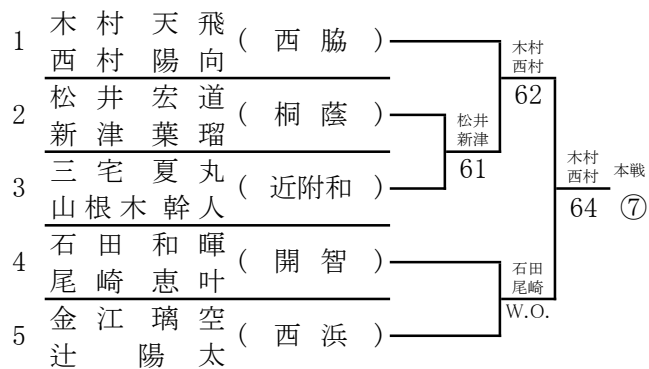 1 木村天飛 西村陽向 (西脇)
2 松井宏道 新津葉瑠 (桐蔭)
3 三宅夏丸 山根木幹人 (近附和)
4 石田和暉 尾崎恵叶 (開智)
5 金江璃空 辻陽太 (西浜)
松井
新津
61
木村
西村
62
石田
尾崎
W.O.
木村
西村
64
本戦
⑦